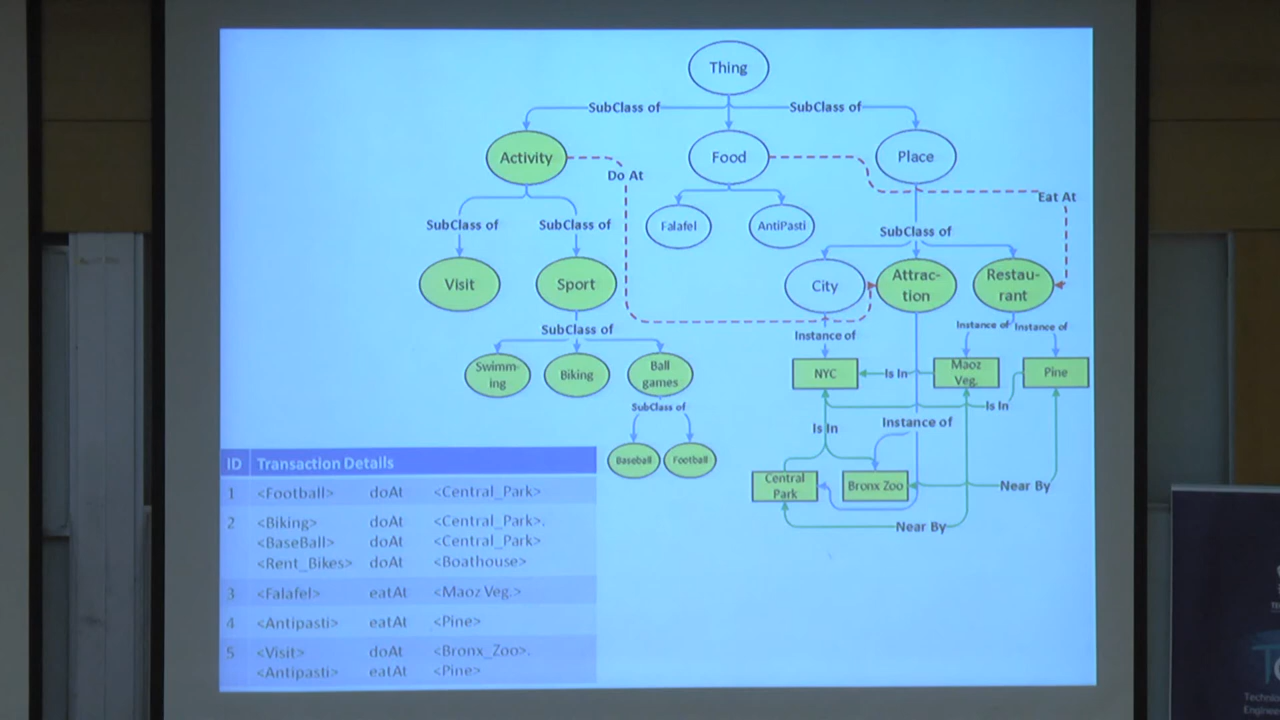 Thing
SubClass of
SubClass of
Activity
Food
Place
Do At
Eat At
SubClass of
SubClass of
Falafel
AntiPasti
SubClass of
Visit
Sport
City
Attrac-
tion
Restau-
rant
SubClass of
Instance of
Instance of
Instance of
Swimm-
ing
Biking
Ball
games
NYC
Is In
Maoz
Veg.
Pine
SubClass of
Is In
Is In
Instance of
Baseball
Football
Central
Park
Bronx Zoo
Near By
Near By
ID Transaction Details
1 <Football> doAt <Central_Park>
2 <Biking> doAt <Central_Park>.
<BaseBall> doAt <Central_Park>
<Rent_Bikes> doAt <Boathouse>
3 <Falafel> eatAt <Maoz Veg.>
4 <Antipasti> eatAt <Pine>
5 <Visit> doAt <Bronx_Zoo>.
<Antipasti> eatAt <Pine>